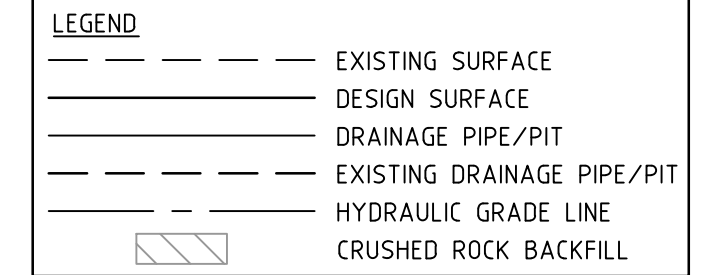 LEGEND
EXISTING SURFACE
DESIGN SURFACE
DRAINAGE PIPE/PIT
EXISTING DRAINAGE PIPE/PIT
HYDRAULIC GRADE LINE
CRUSHED ROCK BACKFILL